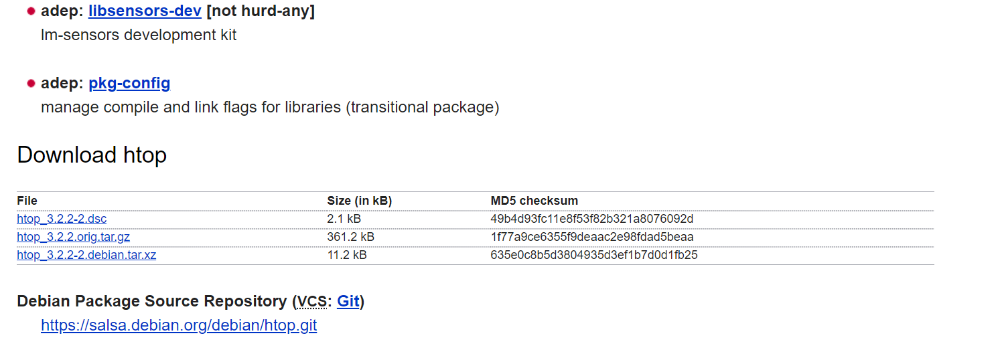 adep: libsensors-dev [not hurd-any]
lm-sensors development kit
adep: pkg-config
manage compile and link flags for libraries (transitional package)
Download htop
File Size (in kB) MD5 checksum
htop_3.2.2-2.dsc 2.1 kB 49b4d93fc11e8f53f82b321a8076092d
htop_3.2.2.orig.tar.gz 361.2 kB 1f77a9ce6355f9deaac2e98fdad5beaa
htop_3.2.2-2.debian.tar.xz 11.2 kB 635e0c8b5d3804935d3ef1b7d0d1fb25
Debian Package Source Repository (VCS: Git)
https://salsa.debian.org/debian/htop.git